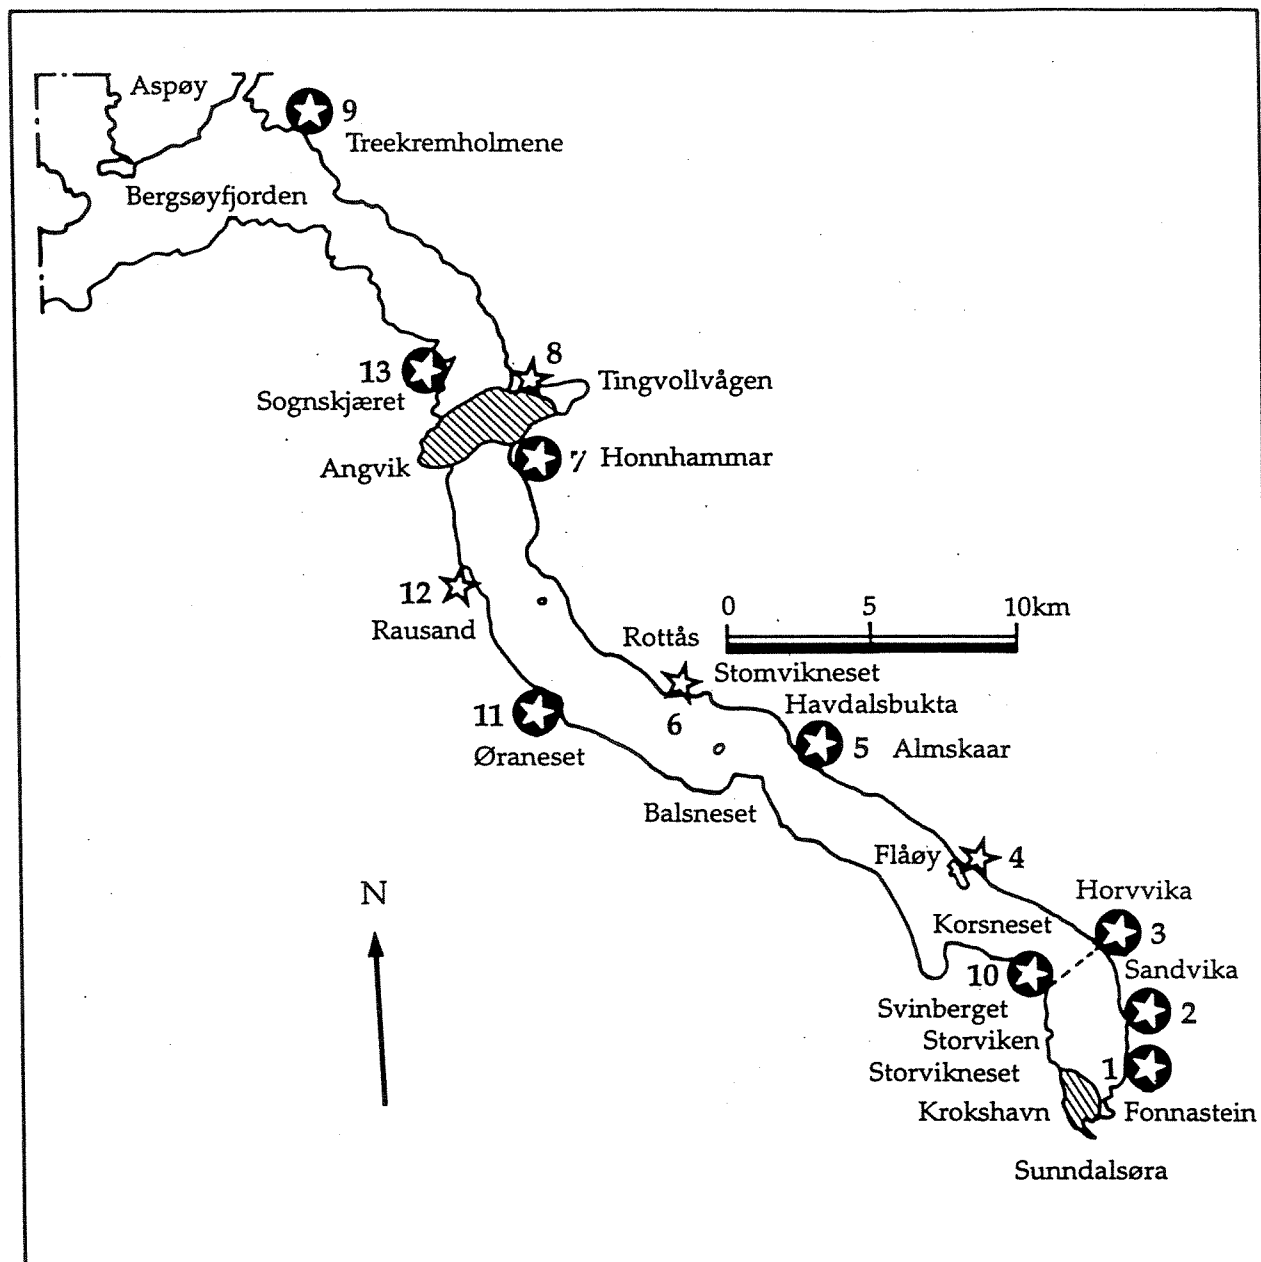 Aspøy
9
Treekremholmene
Bergsøyfjorden
8
13
Tingvollvågen
Sognskjæret
Angvik
7 Honnhammar
12
Rausand
0 5 10km
Rottås
Stomvikneset
6
Havdalsbukta
11
5 Almskaar
Øraneset
Balsneset
Flåøy
4
N
Horvvika
Korsneset
3
10
Sandvika
Svinberget
2
Storviken
Storvikneset
1
Krokshavn
Fonnastein
Sunndalsøra